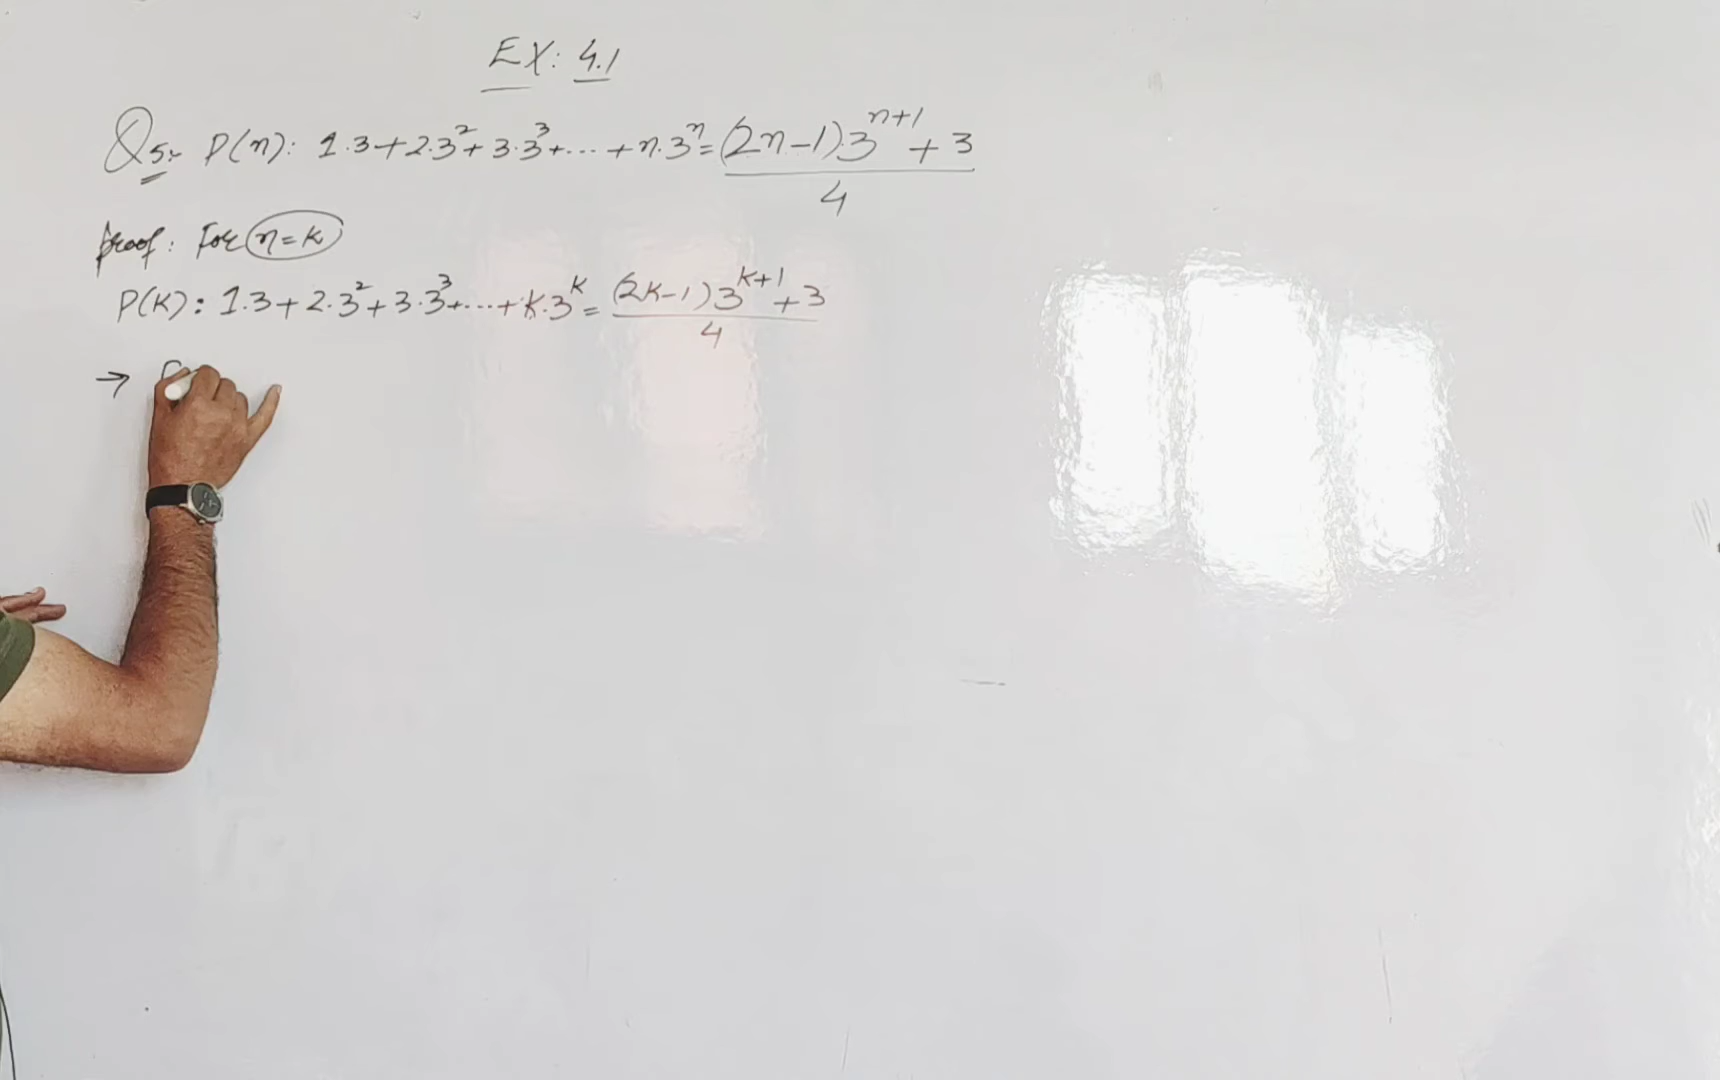 EX: 4.1
Q5:- P(n): 1.3+2.3²+3.3³+...+n.3ⁿ=(2n-1).3ⁿ⁺¹+3/4
Proof: For n=k
P(k): 1.3+2.3²+3.3³+...+k.3ᵏ=(2k-1)3ᵏ⁺¹+3/4
→